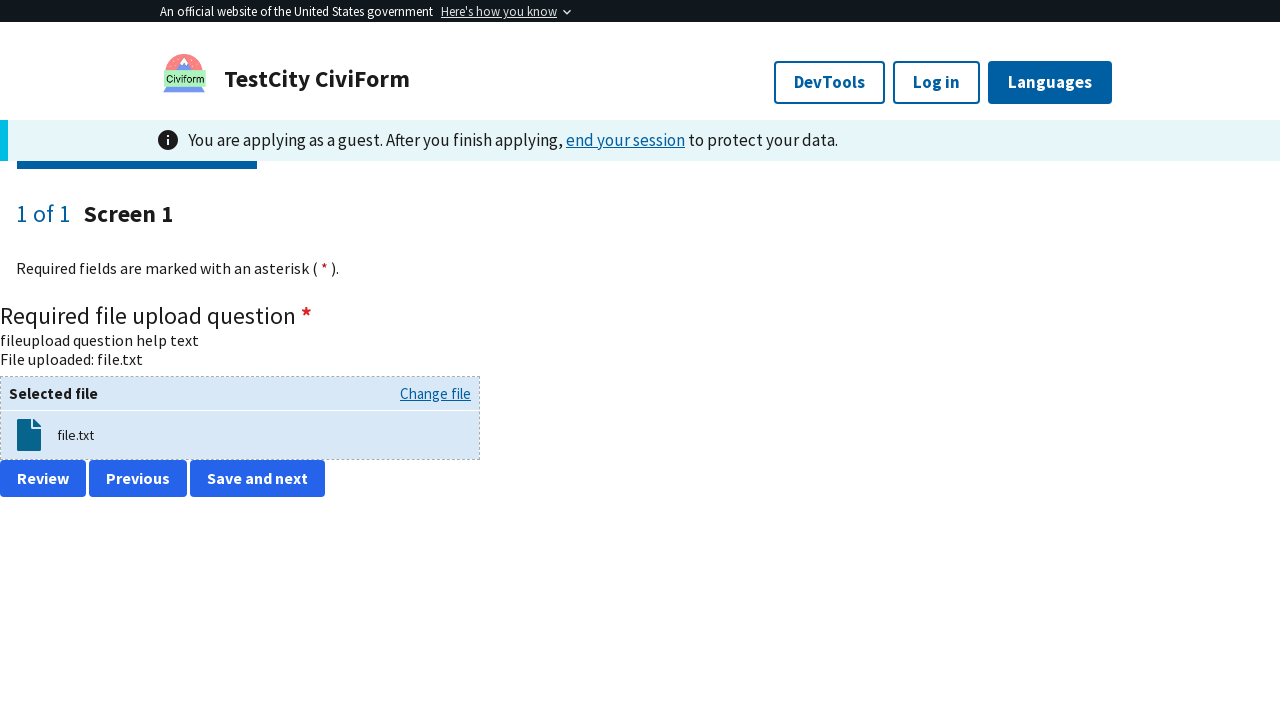 An official website of the United States government Here's how you know
CiviForm
TestCity CiviForm
DevTools
Log in
Languages
You are applying as a guest. After you finish applying, end your session to protect your data.
1 of 1 Screen 1
Required fields are marked with an asterisk ( * ).
Required file upload question *
fileupload question help text
File uploaded: file.txt
Selected file Change file
file.txt
Review Previous Save and next